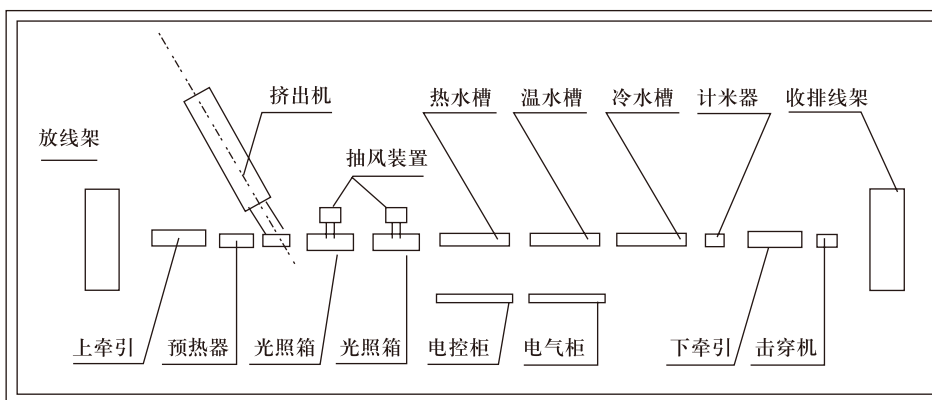 挤出机
热水槽
温水槽
冷水槽
计米器
收排线架
放线架
抽风装置
上牵引
预热器
光照箱
光照箱
电控柜
电气柜
下牵引
击穿机